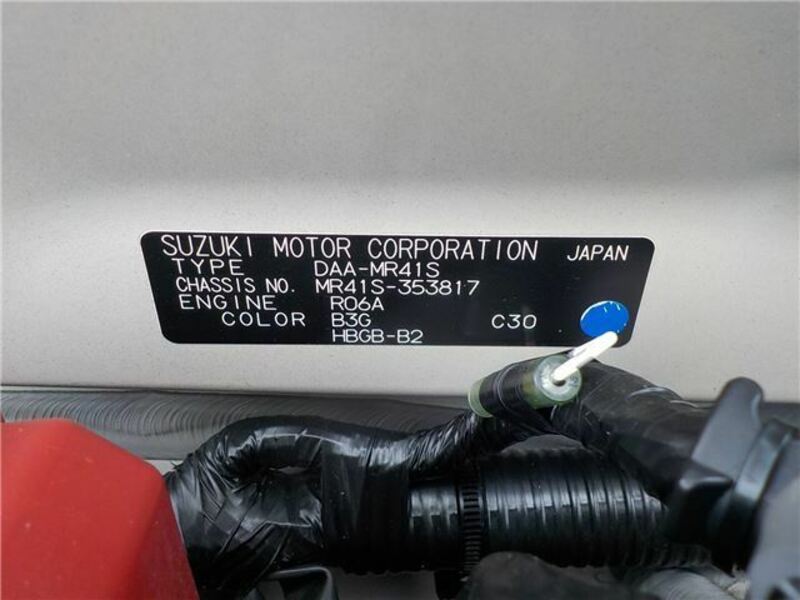 SUZUKI MOTOR CORPORATION JAPAN
TYPE DAA-MR41S
CHASSIS NO. MR41S-353817
ENGINE R06A
COLOR B3G C30
HBGB-B2